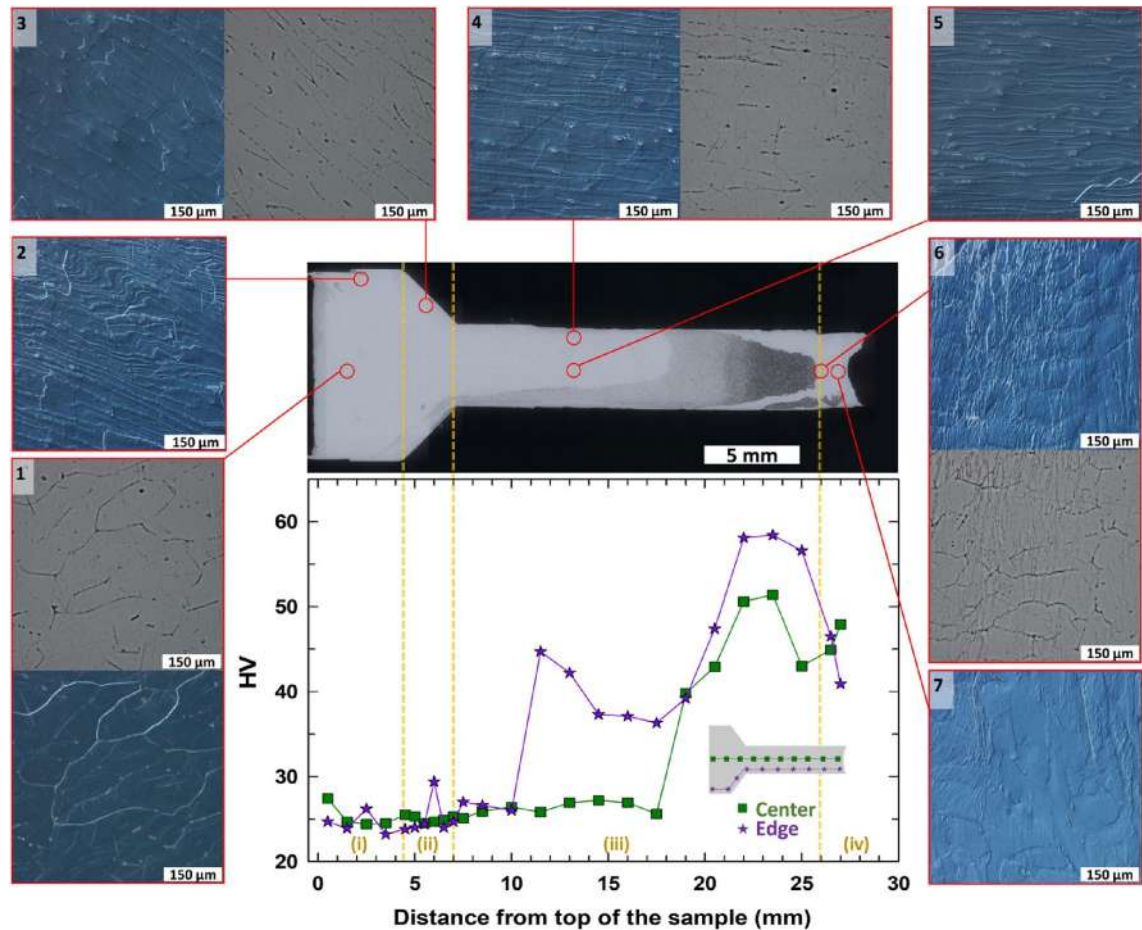 3
150 µm
150 µm
4
150 µm
150 µm
5
150 µm
2
150 µm
5 mm
6
150 µm
150 µm
1
150 µm
150 µm
7
150 µm
60
50
40
30
20
HV
Center
Edge
(i)
(ii)
(iii)
(iv)
0
5
10
15
20
25
30
Distance from top of the sample (mm)